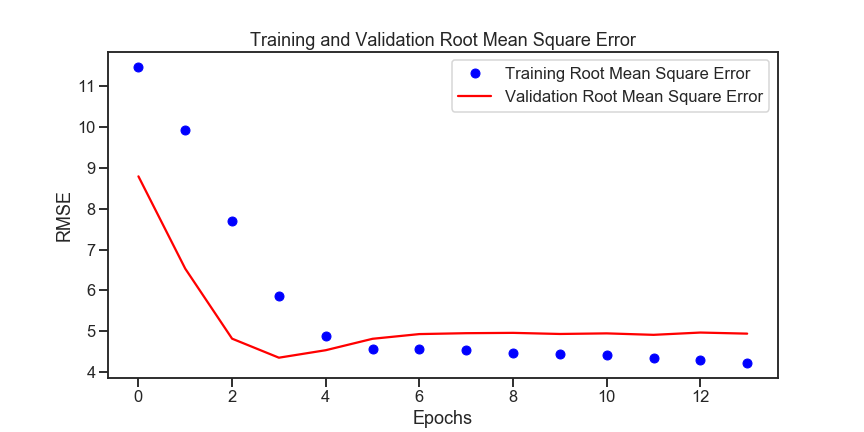 Training and Validation Root Mean Square Error
Training Root Mean Square Error
Validation Root Mean Square Error
11
10
9
8
7
6
5
4
RMSE
0 2 4 6 8 10 12
Epochs